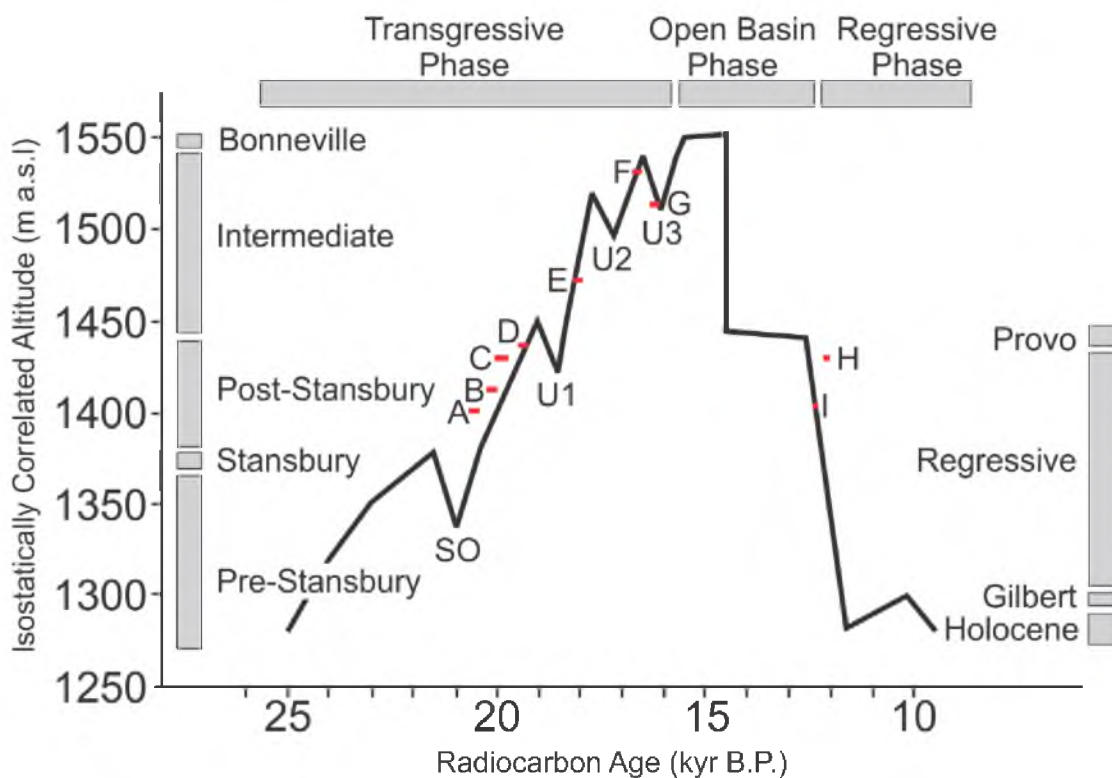 Transgressive Phase
Open Basin Phase
Regressive Phase
Isostatically Correlated Altitude (m a.s.l)
1550
1500
1450
1400
1350
1300
1250
Bonneville
Intermediate
Post-Stansbury
Stansbury
Pre-Stansbury
A
B
C
D
E
F
G
H
I
SO
U1
U2
U3
Provo
Regressive
Gilbert
Holocene
25
20
15
10
Radiocarbon Age (kyr B.P.)